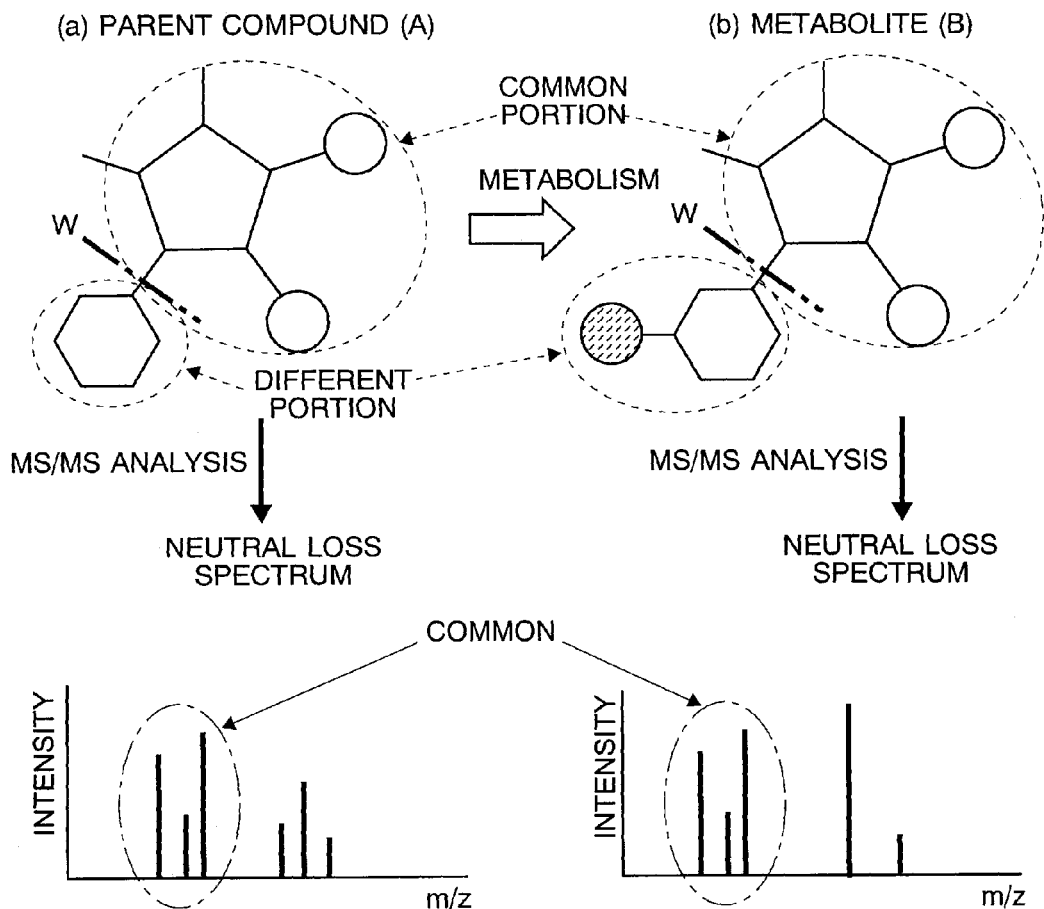 (a) PARENT COMPOUND (A)
(b) METABOLITE (B)
COMMON
PORTION
METABOLISM
W
W
DIFFERENT
PORTION
MS/MS ANALYSIS
MS/MS ANALYSIS
NEUTRAL LOSS
SPECTRUM
NEUTRAL LOSS
SPECTRUM
COMMON
INTENSITY
m/z
INTENSITY
m/z